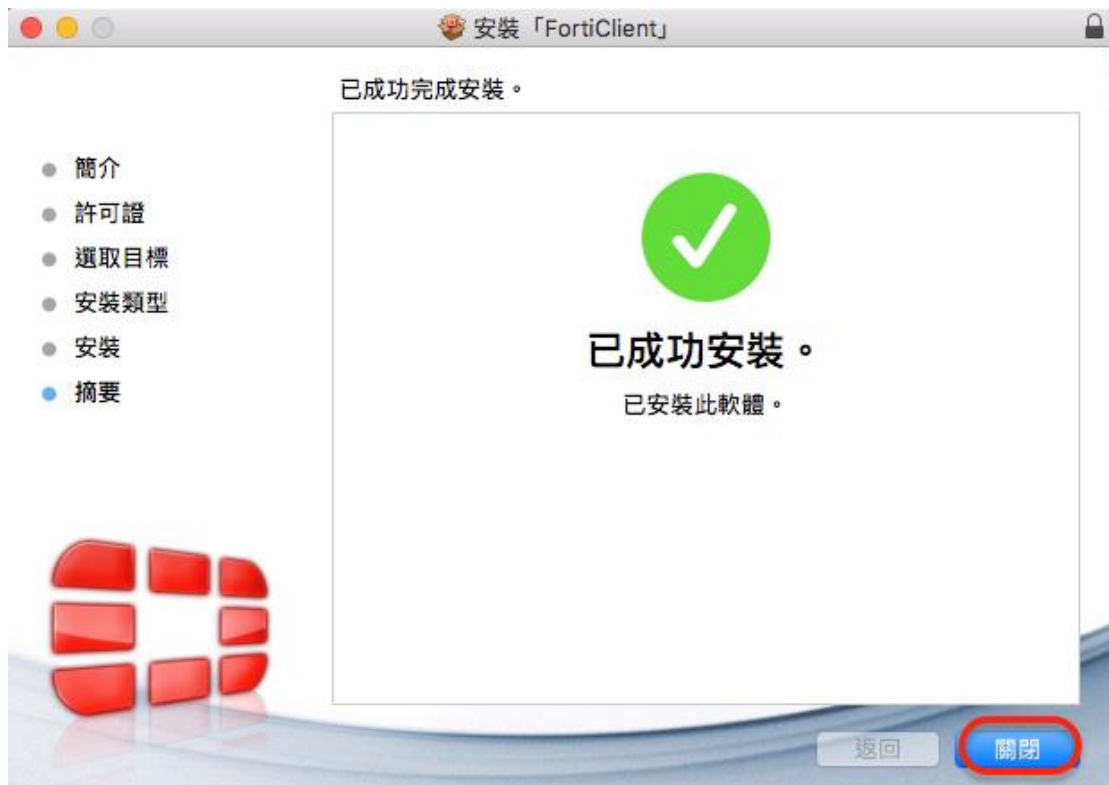 安裝「FortiClient」
已成功完成安裝。
簡介
許可證
選取目標
安裝類型
安裝
摘要
已成功安裝。
已安裝此軟體。
返回
關閉